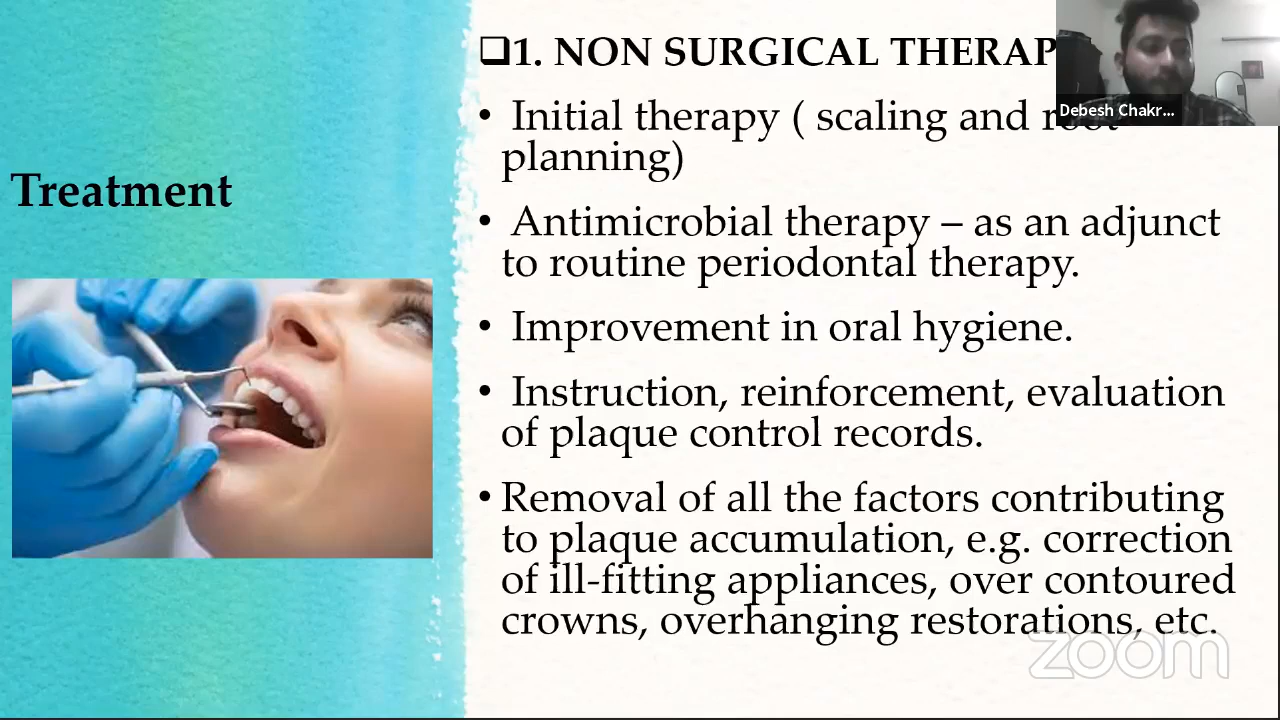 Treatment
❑1. NON SURGICAL THERAP
• Initial therapy ( scaling and root
planning)
• Antimicrobial therapy – as an adjunct
to routine periodontal therapy.
• Improvement in oral hygiene.
• Instruction, reinforcement, evaluation
of plaque control records.
• Removal of all the factors contributing
to plaque accumulation, e.g. correction
of ill-fitting appliances, over contoured
crowns, overhanging restorations, etc.
Debesh Chakr...
zoom